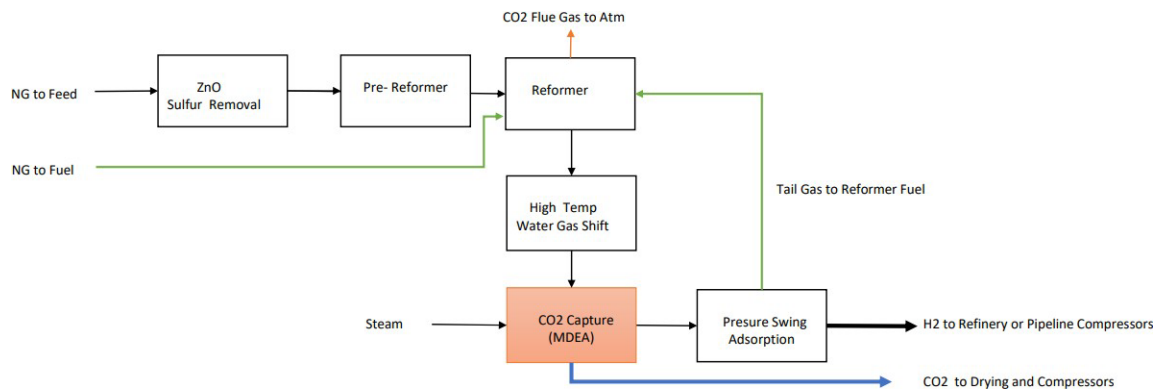 CO2 Flue Gas to Atm
NG to Feed
ZnO
Sulfur Removal
Pre- Reformer
Reformer
NG to Fuel
Tail Gas to Reformer Fuel
High Temp
Water Gas Shift
Steam
CO2 Capture
(MDEA)
Presure Swing
Adsorption
H2 to Refinery or Pipeline Compressors
CO2 to Drying and Compressors